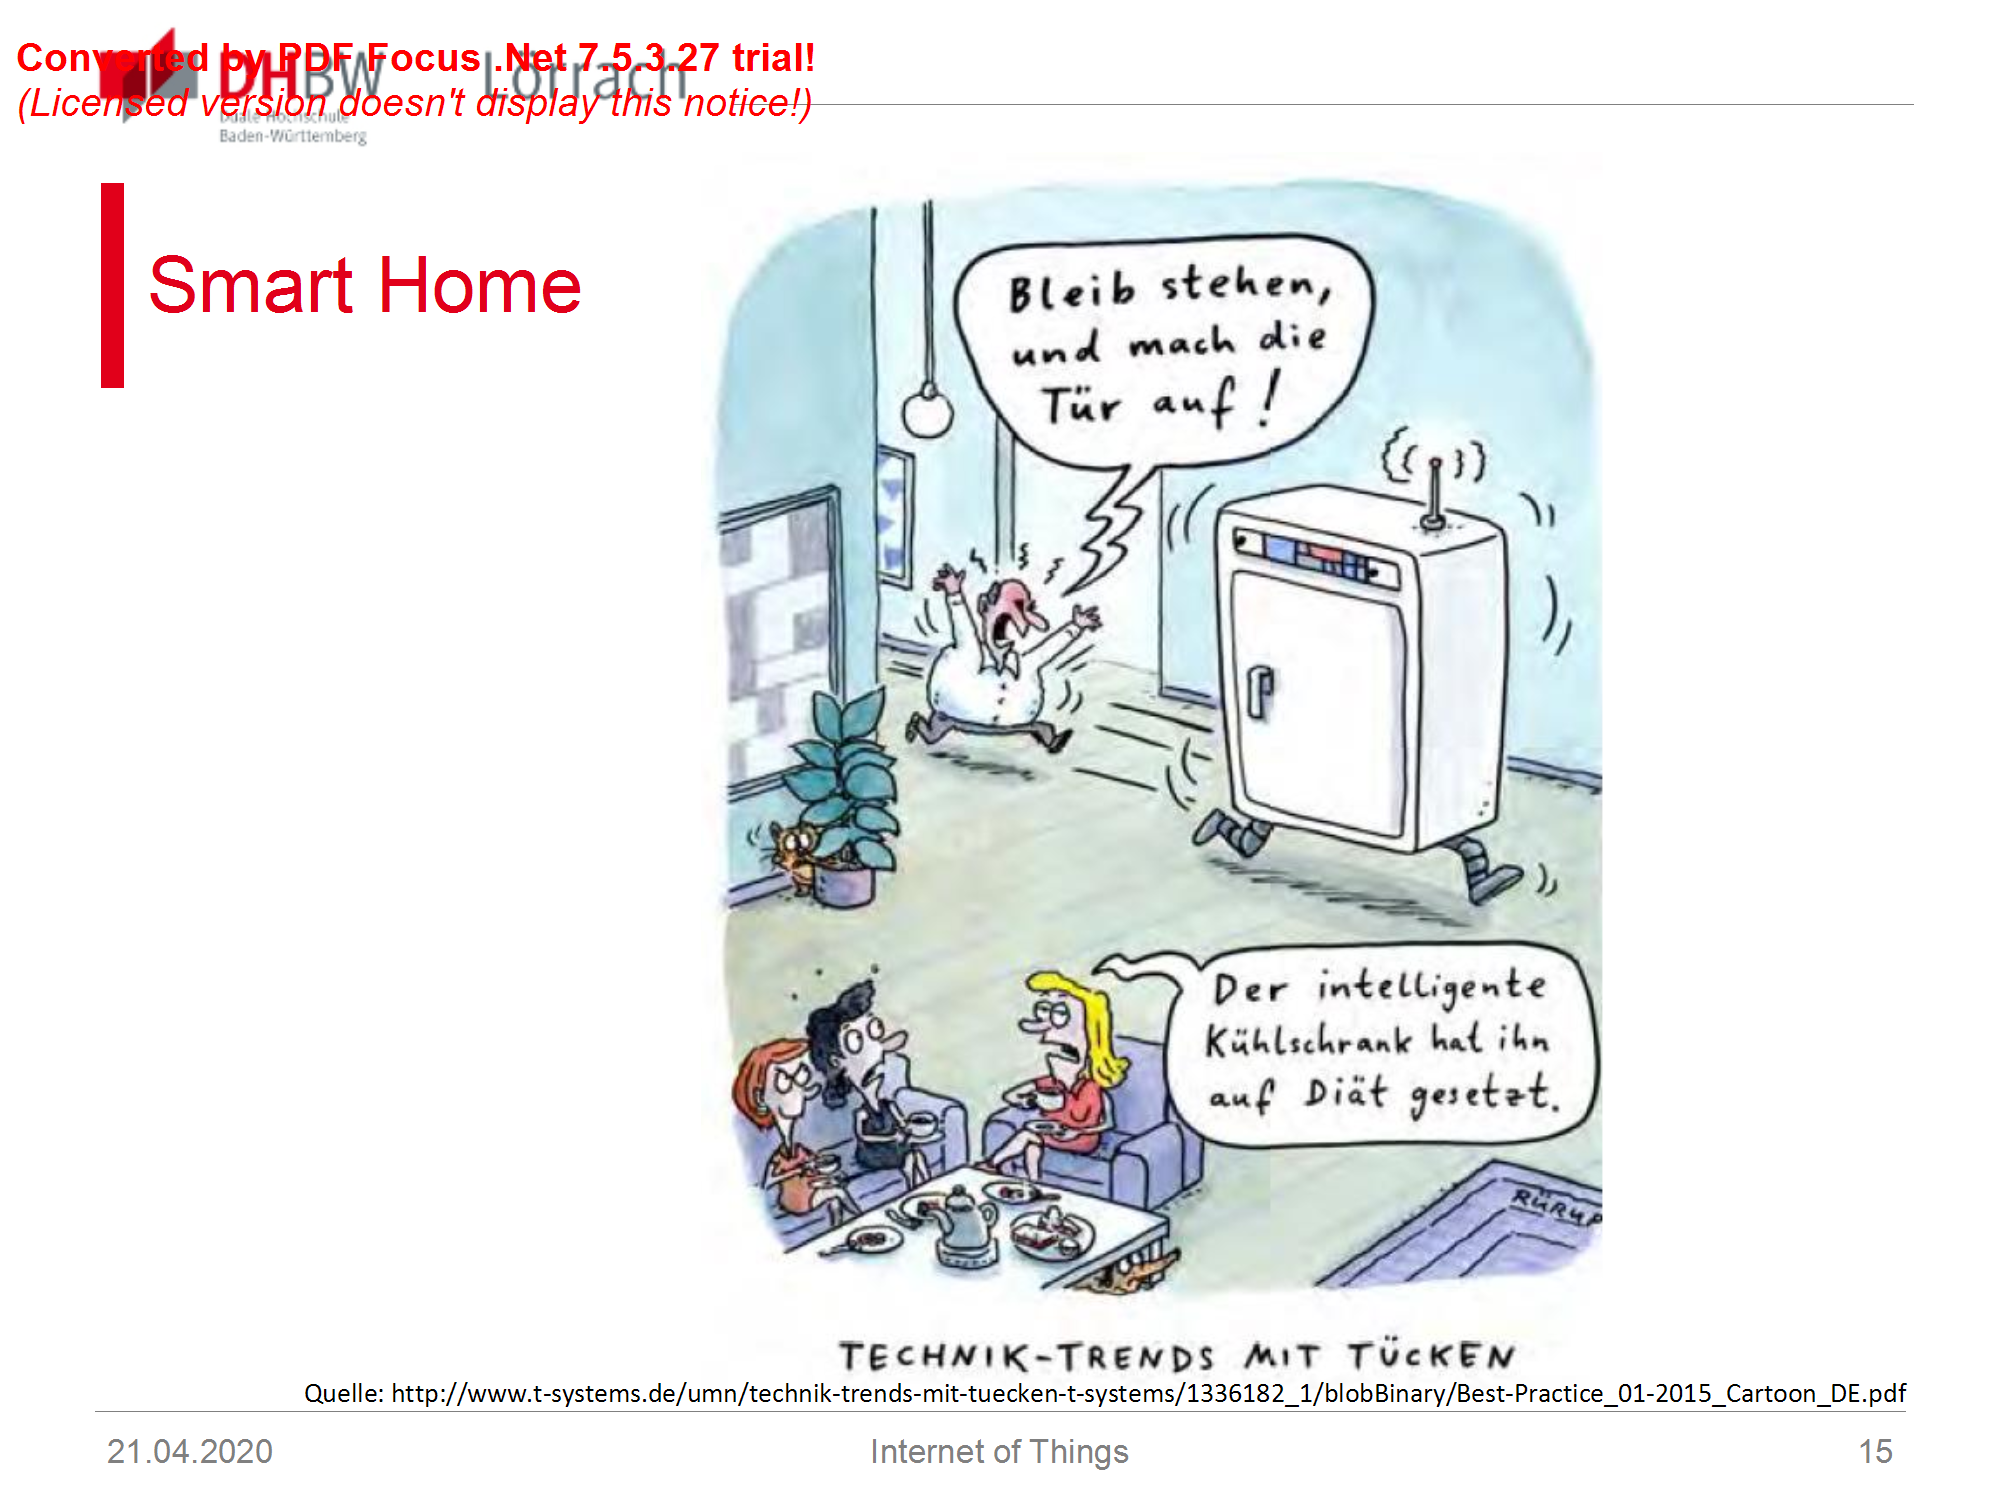 Converted by PDF Focus .Net 7.5.3.27 trial!
(Licensed version doesn't display this notice!)
DHBW Lörrach
Duale Hochschule
Baden-Württemberg
Smart Home
Bleib stehen,
und mach die
Tür auf!
Der intelligente
Kühlschrank hat ihn
auf Diät gesetzt.
RÜRUP
TECHNIK-TRENDS MIT TÜCKEN
Quelle: http://www.t-systems.de/umn/technik-trends-mit-tuecken-t-systems/1336182_1/blobBinary/Best-Practice_01-2015_Cartoon_DE.pdf
21.04.2020 Internet of Things 15